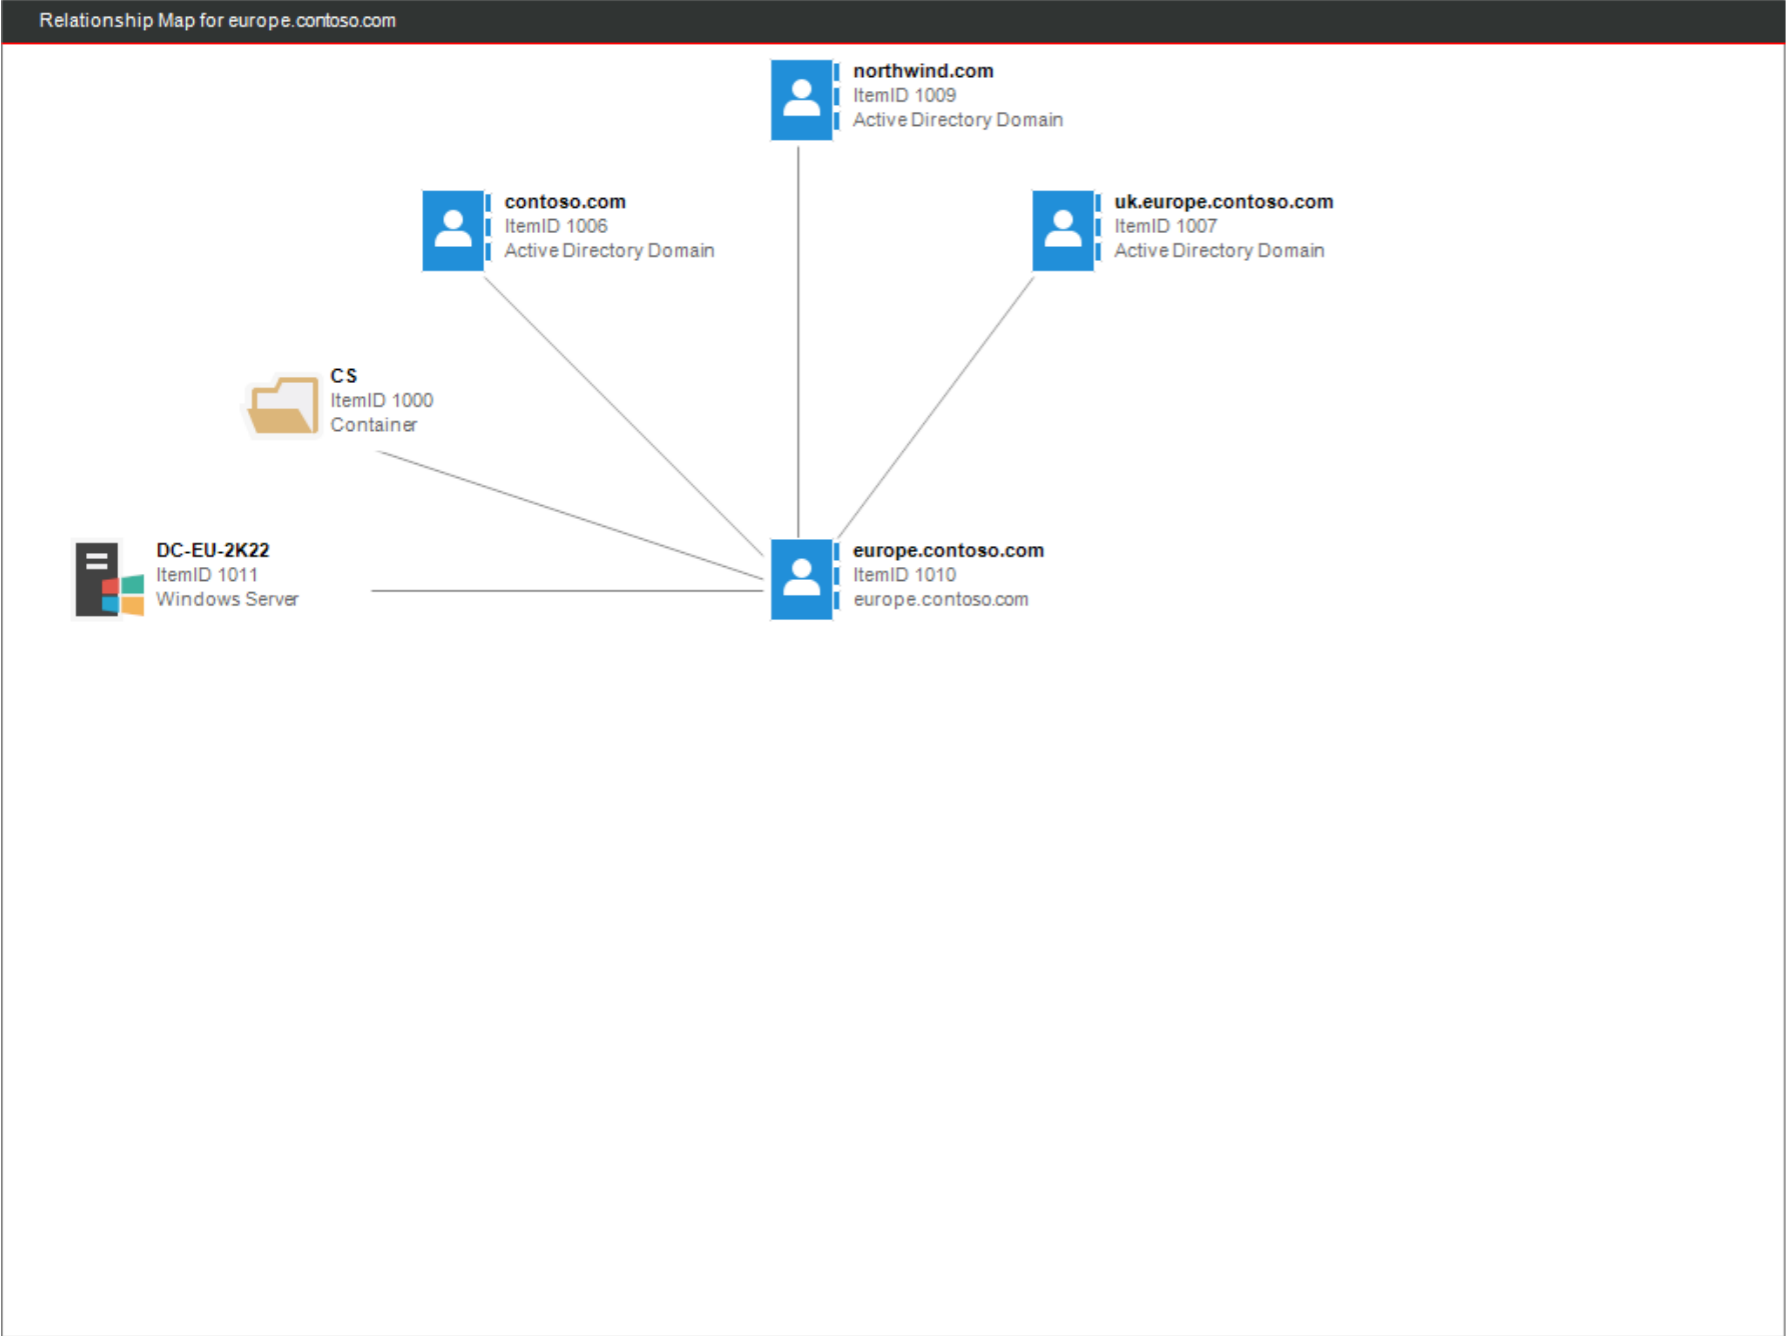 Relationship Map for europe.contoso.com
northwind.com
ItemID 1009
Active Directory Domain
contoso.com
ItemID 1006
Active Directory Domain
uk.europe.contoso.com
ItemID 1007
Active Directory Domain
CS
ItemID 1000
Container
DC-EU-2K22
ItemID 1011
Windows Server
europe.contoso.com
ItemID 1010
europe.contoso.com